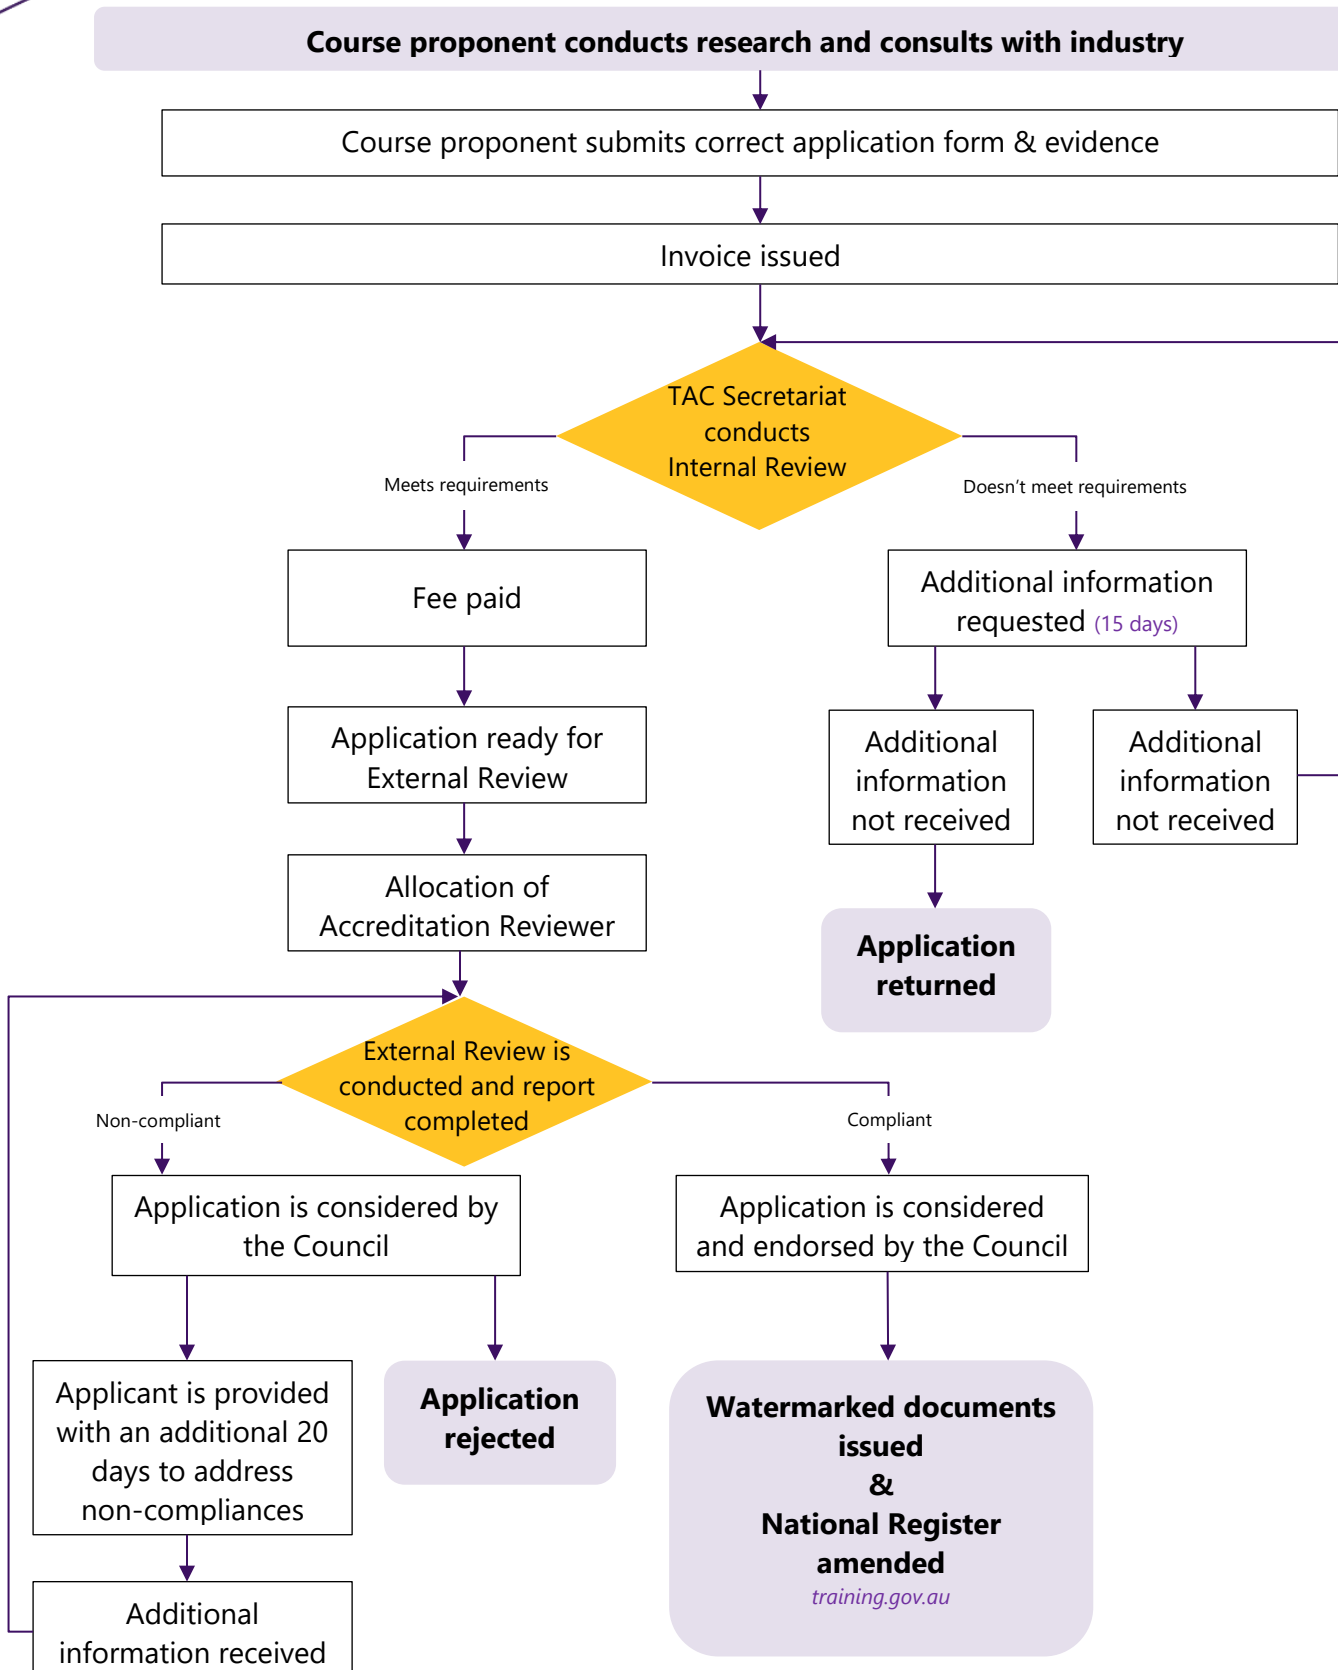 Course proponent conducts research and consults with industry
Course proponent submits correct application form & evidence
Invoice issued
TAC Secretariat
conducts
Internal Review
Meets requirements
Doesn't meet requirements
Fee paid
Additional information
requested (15 days)
Application ready for
External Review
Additional
information
not received
Additional
information
not received
Allocation of
Accreditation Reviewer
Application
returned
External Review is
conducted and report
completed
Non-compliant
Compliant
Application is considered by
the Council
Application is considered
and endorsed by the Council
Applicant is provided
with an additional 20
days to address
non-compliances
Application
rejected
Watermarked documents
issued
&
National Register
amended
training.gov.au
Additional
information received